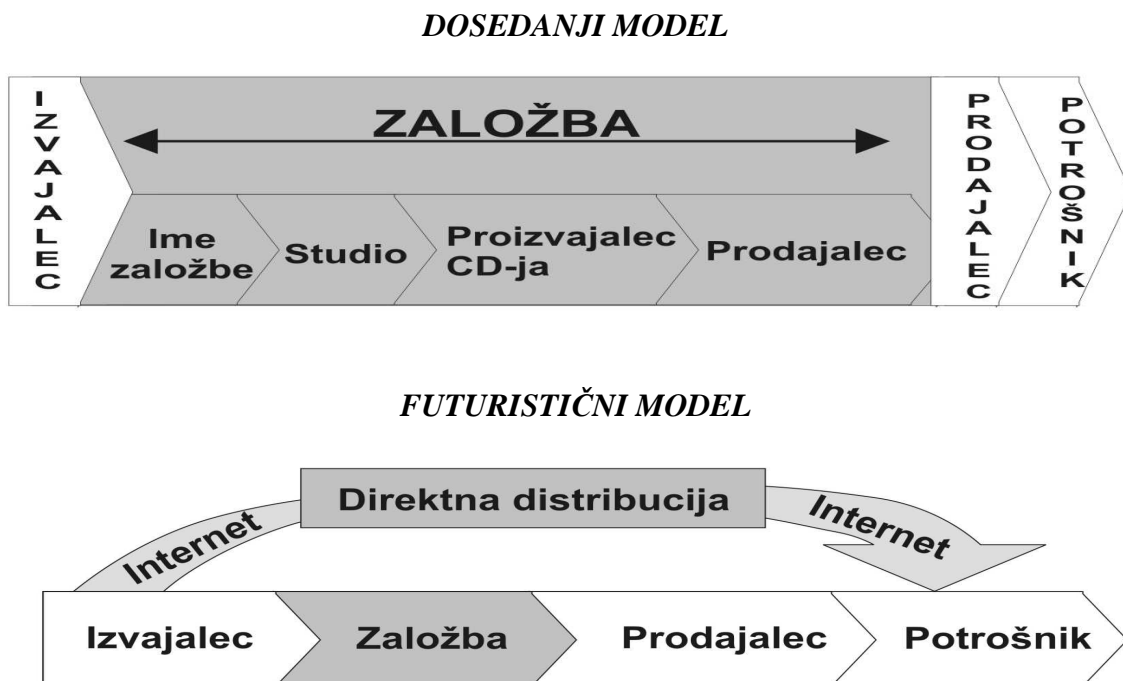 DOSEDANJI MODEL
IZVAJALEC
ZALOŽBA
Ime
založbe
Studio
Proizvajalec
CD-ja
Prodajalec
PRODAJALEC
POTROŠNIK
FUTURISTIČNI MODEL
Internet
Direktna distribucija
Internet
Izvajalec
Založba
Prodajalec
Potrošnik